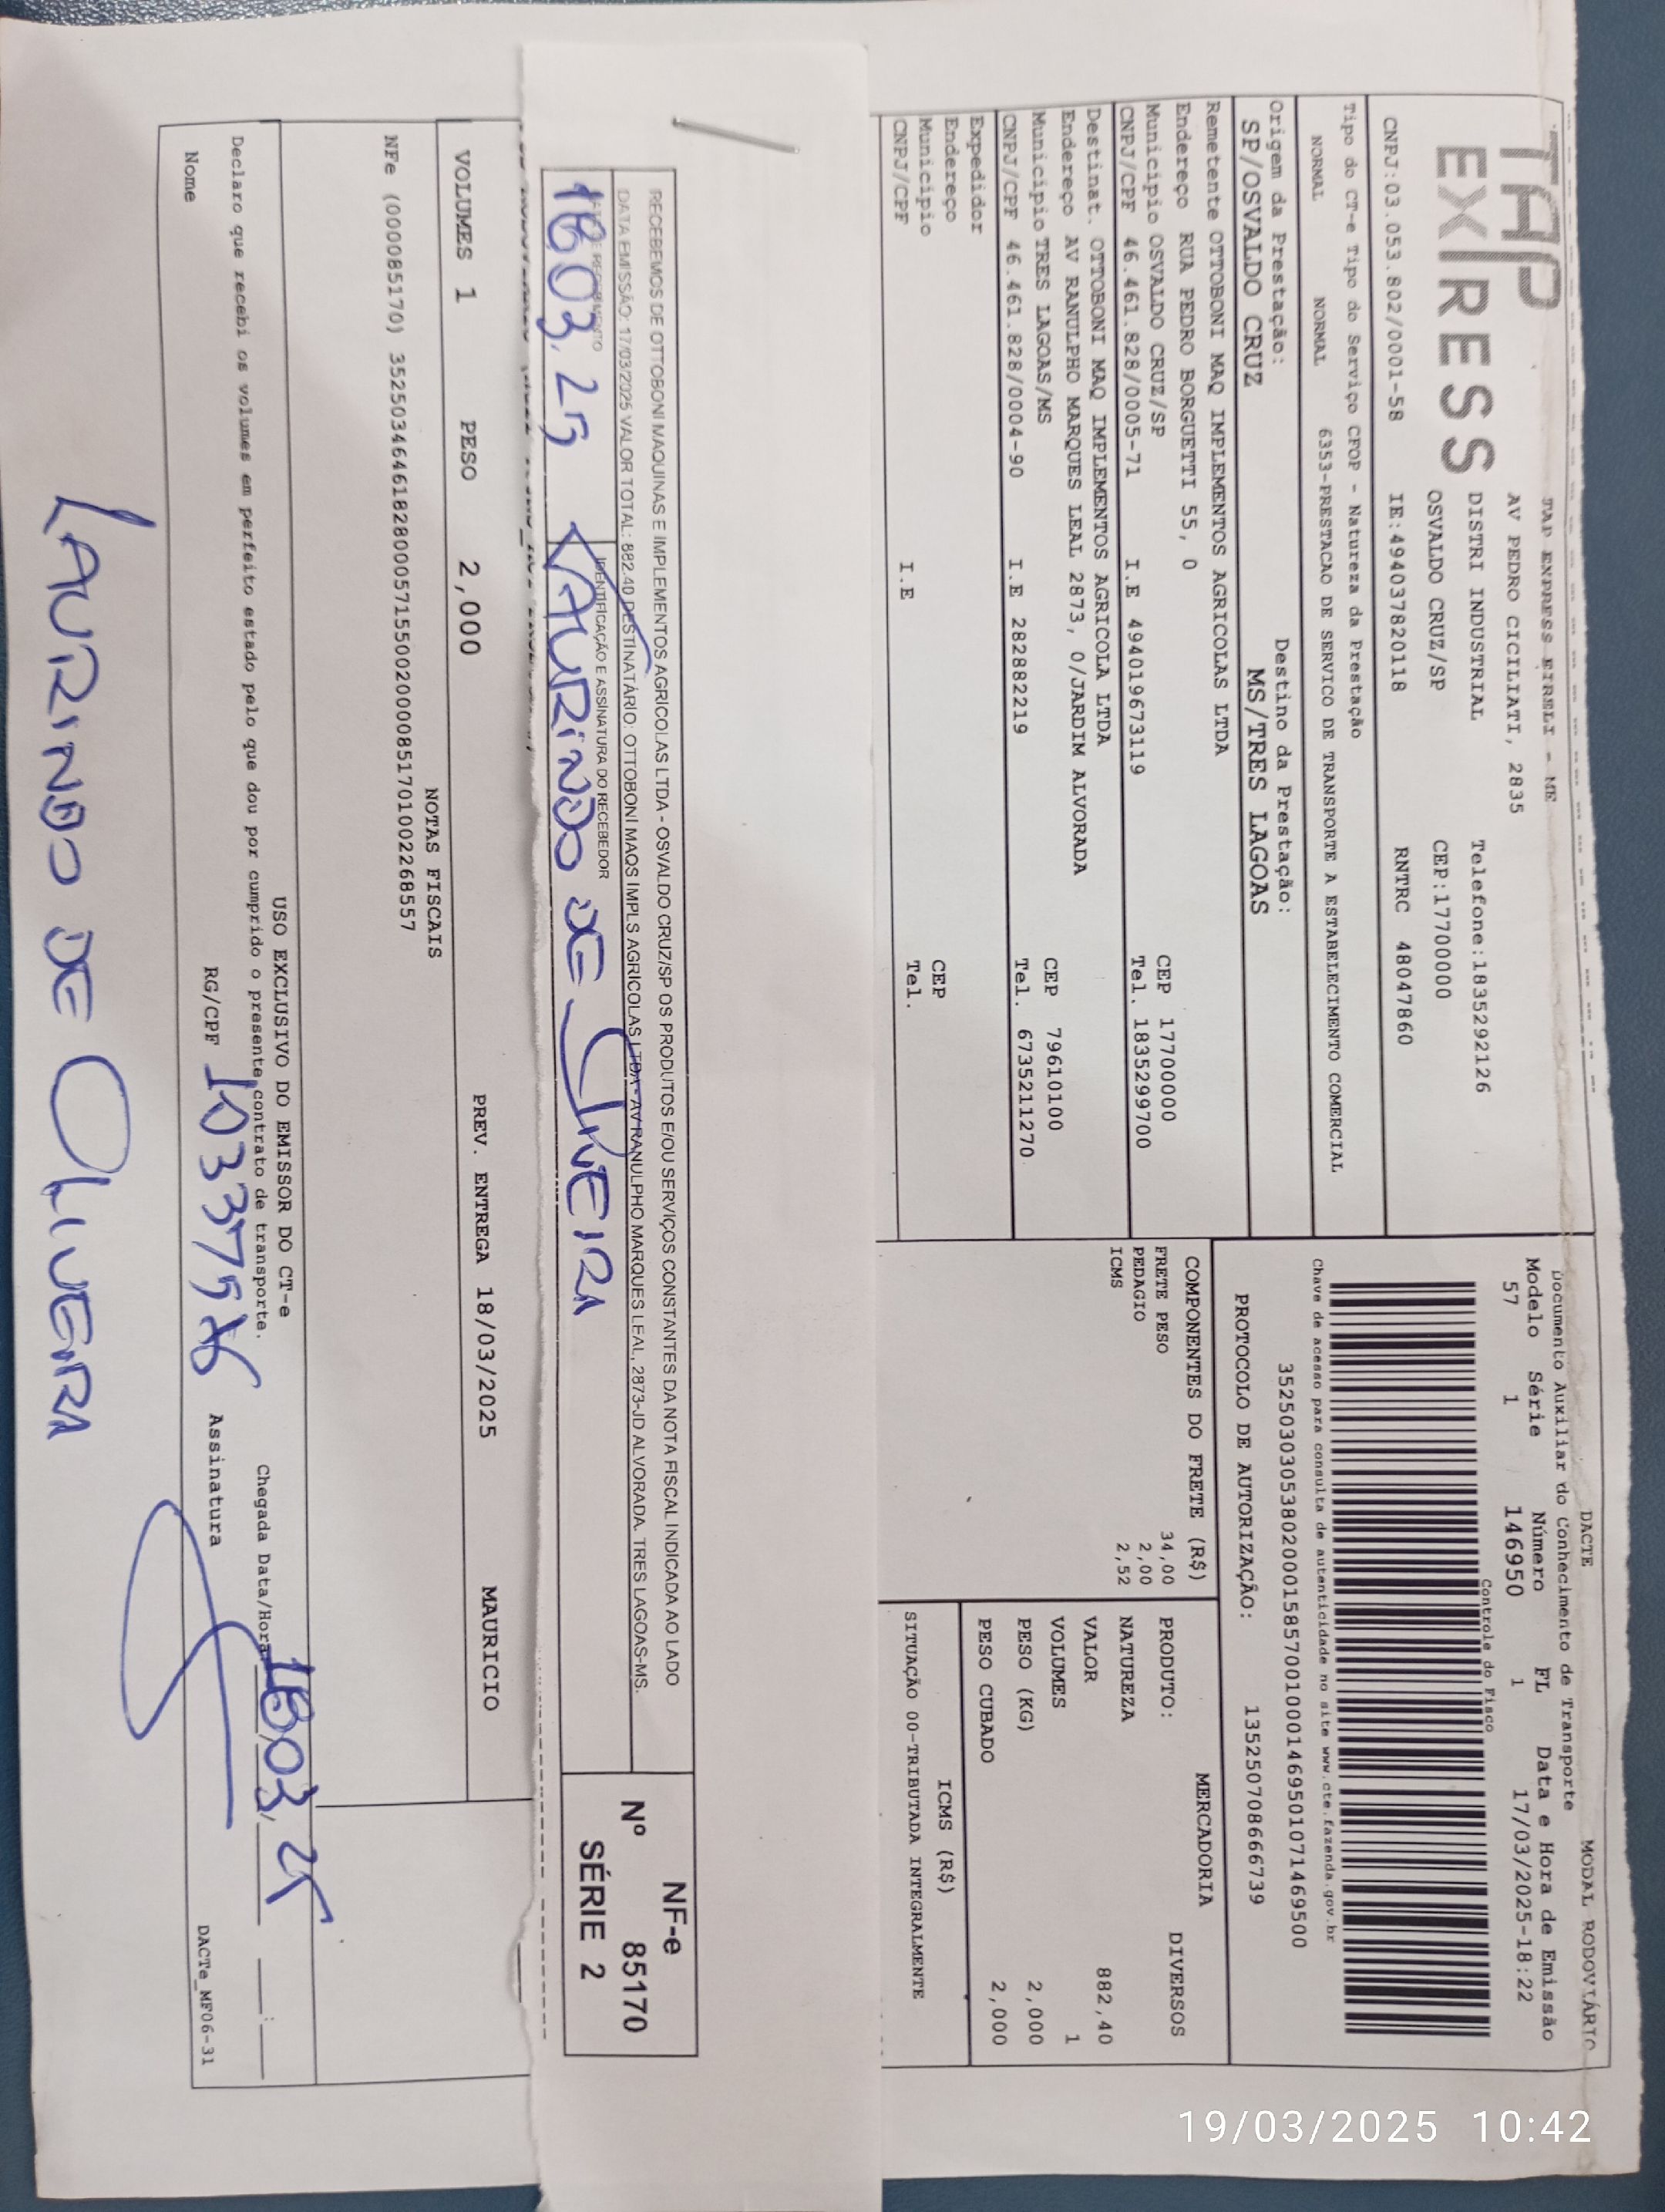 TAP EXPRESS EIRELI - ME
TAP
EXPRESS
AV PEDRO CICILIATI, 2835
DISTRI INDUSTRIAL Telefone:1835292126
OSVALDO CRUZ/SP CEP:17700000
CNPJ:03.053.802/0001-58 IE:494037820118 RNTRC 48047860
Tipo do CT-e Tipo do Serviço CFOP - Natureza da Prestação
NORMAL NORMAL 6353-PRESTACAO DE SERVICO DE TRANSPORTE A ESTABELECIMENTO COMERCIAL
Origem da Prestação: Destino da Prestação:
SP/OSVALDO CRUZ MS/TRES LAGOAS
Remetente OTTOBONI MAQ IMPLEMENTOS AGRICOLAS LTDA
Endereço RUA PEDRO BORGUETTI 55, 0
Município OSVALDO CRUZ/SP CEP 17700000
CNPJ/CPF 46.461.828/0005-71 I.E 494019673119 Tel. 1835299700
Destinat. OTTOBONI MAQ IMPLEMENTOS AGRICOLA LTDA
Endereço AV RANULPHO MARQUES LEAL 2873, 0/JARDIM ALVORADA
Município TRES LAGOAS/MS CEP 79610100
CNPJ/CPF 46.461.828/0004-90 I.E 282882219 Tel. 6735211270
Expedidor
Endereço
Município CEP
CNPJ/CPF I.E Tel.
DACTE MODAL RODOVIÁRIO
Documento Auxiliar do Conhecimento de Transporte
Modelo Série Número FL Data e Hora de Emissão
57 1 146950 1 17/03/2025-18:22
Controle do Fisco
Chave de acesso para consulta de autenticidade no site www.cte.fazenda.gov.br
35250303053802000158570010001469501071469500
PROTOCOLO DE AUTORIZAÇÃO: 135250708666739
COMPONENTES DO FRETE (R$)
FRETE PESO 34,00
PEDAGIO 2,00
ICMS 2,52
MERCADORIA
PRODUTO: DIVERSOS
NATUREZA
VALOR 882,40
VOLUMES 1
PESO (KG) 2,000
PESO CUBADO 2,000
ICMS (R$)
SITUAÇÃO 00-TRIBUTADA INTEGRALMENTE
RECEBEMOS DE OTTOBONI MAQUINAS E IMPLEMENTOS AGRICOLAS LTDA - OSVALDO CRUZ/SP OS PRODUTOS E/OU SERVIÇOS CONSTANTES DA NOTA FISCAL INDICADA AO LADO
DATA EMISSÃO: 17/03/2025 VALOR TOTAL: 882.40 DESTINATÁRIO: OTTOBONI MAQS IMPLS AGRICOLAS LTDA - AV RANULPHO MARQUES LEAL, 2873-JD ALVORADA. TRES LAGOAS-MS.
DATA DE RECEBIMENTO IDENTIFICAÇÃO E ASSINATURA DO RECEBEDOR
18.03.25 LAURINDO DE OLIVEIRA
NF-e
Nº 85170
SÉRIE 2
VOLUMES 1 PESO 2,000 PREV. ENTREGA 18/03/2025 MAURICIO
NOTAS FISCAIS
NFe (000085170) 35250346461828000571550020000851701002268557
USO EXCLUSIVO DO EMISSOR DO CT-e
Declaro que recebi os volumes em perfeito estado pelo que dou por cumprido o presente contrato de transporte. Chegada Data/Hora 18.03.25
Nome RG/CPF Assinatura DACTe_MF06-31
LAURINDO DE OLIVEIRA
19/03/2025 10:42